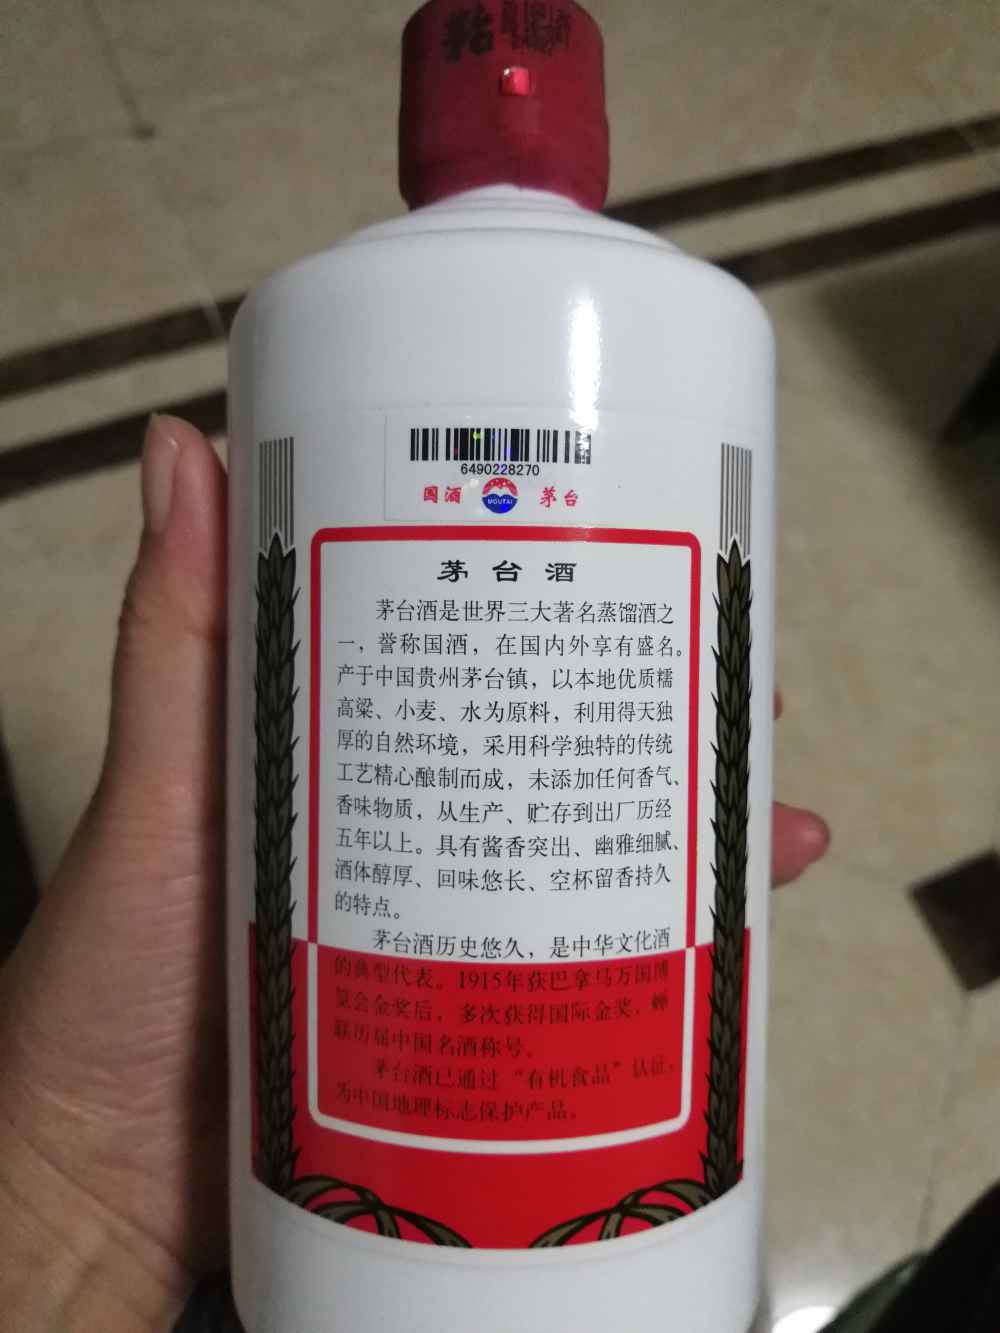 6490228270
国酒 MOUTAI 茅台
茅台酒
茅台酒是世界三大著名蒸馏酒之
一，誉称国酒，在国内外享有盛名。
产于中国贵州茅台镇，以本地优质糯
高粱、小麦、水为原料，利用得天独
厚的自然环境，采用科学独特的传统
工艺精心酿制而成，未添加任何香气、
香味物质，从生产、贮存到出厂历经
五年以上。具有酱香突出、幽雅细腻、
酒体醇厚、回味悠长、空杯留香持久
的特点。
茅台酒历史悠久，是中华文化酒
的典型代表。1915年获巴拿马万国博
览会金奖后，多次获得国际金奖，蝉
联历届中国名酒称号。
茅台酒已通过“有机食品”认证，
为中国地理标志保护产品。